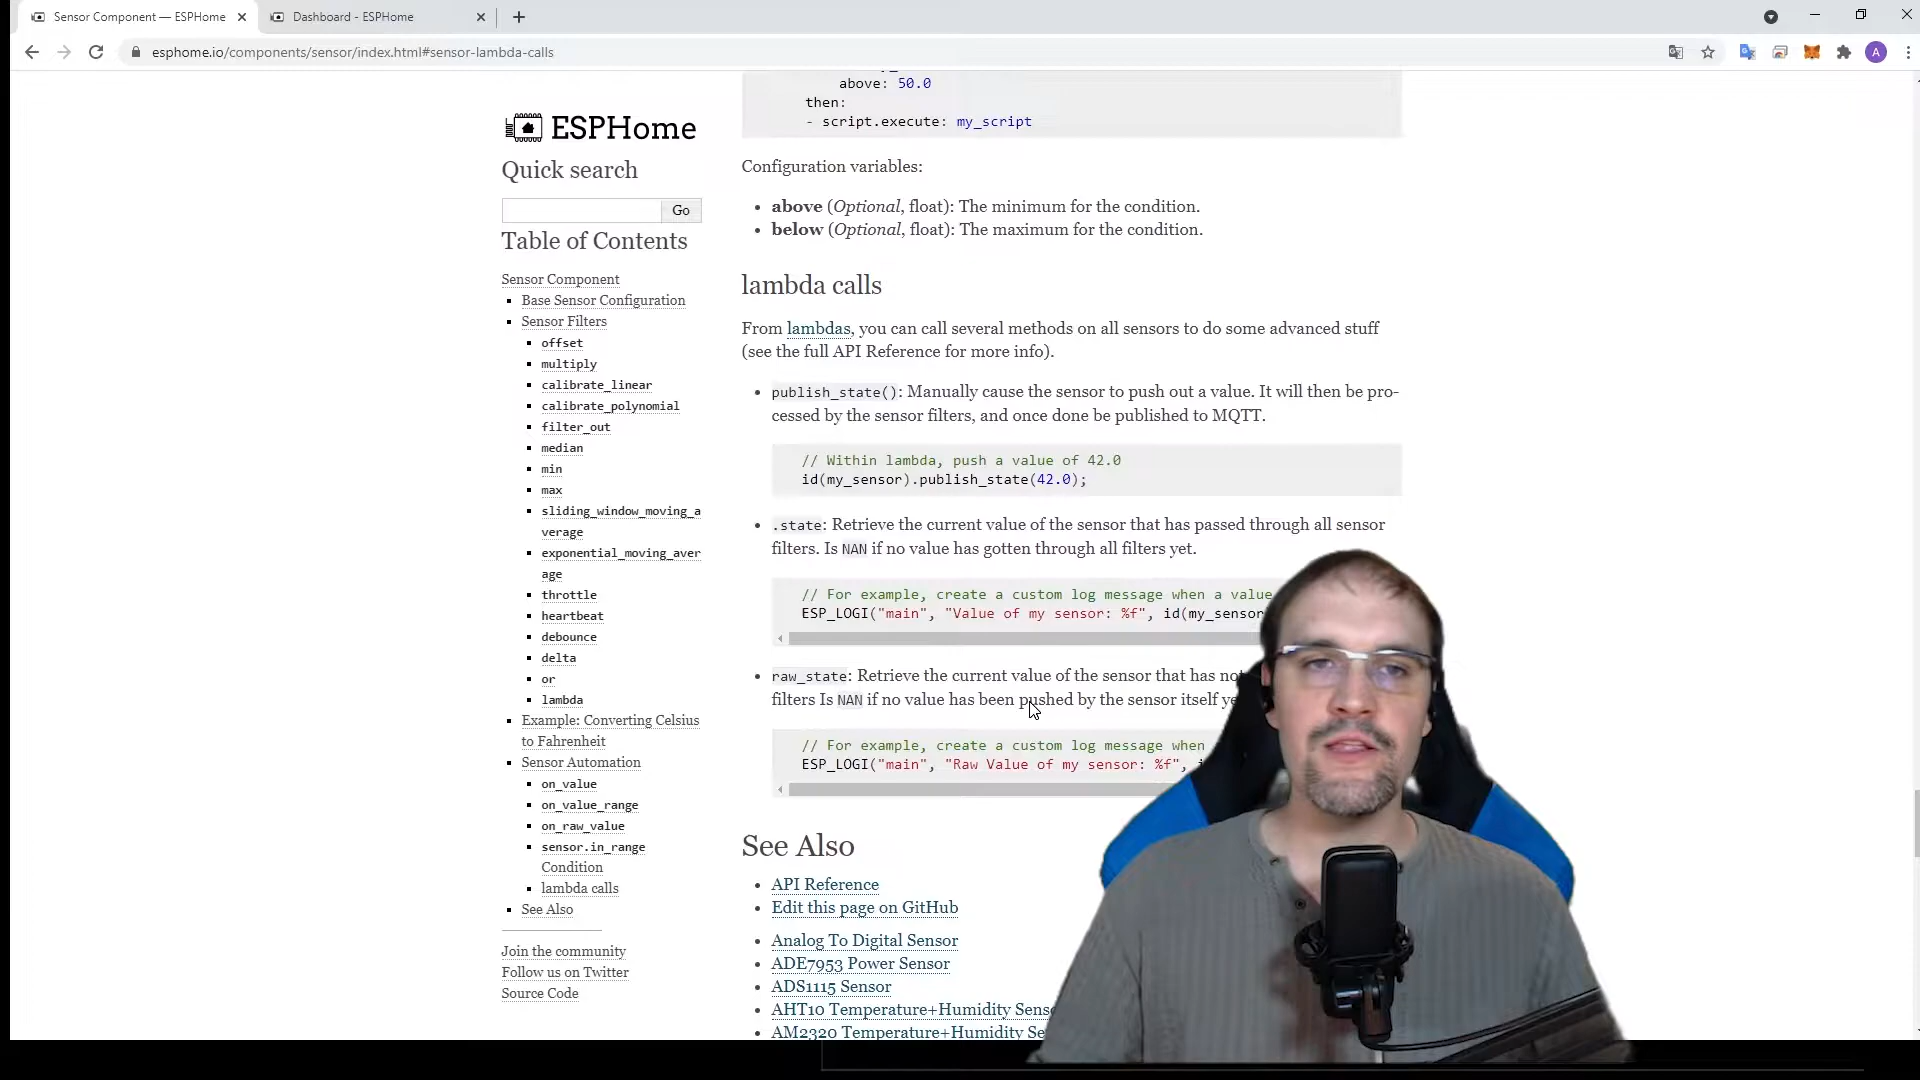 Sensor Component — ESPHome
Dashboard - ESPHome
esphome.io/components/sensor/index.html#sensor-lambda-calls
A
ESPHome
Quick search
Go
Table of Contents
Sensor Component
Base Sensor Configuration
Sensor Filters
offset
multiply
calibrate_linear
calibrate_polynomial
filter_out
median
min
max
sliding_window_moving_a
verage
exponential_moving_aver
age
throttle
heartbeat
debounce
delta
or
lambda
Example: Converting Celsius
to Fahrenheit
Sensor Automation
on_value
on_value_range
on_raw_value
sensor.in_range
Condition
lambda calls
See Also
Join the community
Follow us on Twitter
Source Code
above: 50.0
then:
- script.execute: my_script
Configuration variables:
above (Optional, float): The minimum for the condition.
below (Optional, float): The maximum for the condition.
lambda calls
From lambdas, you can call several methods on all sensors to do some advanced stuff
(see the full API Reference for more info).
publish_state(): Manually cause the sensor to push out a value. It will then be pro-
cessed by the sensor filters, and once done be published to MQTT.
// Within lambda, push a value of 42.0
id(my_sensor).publish_state(42.0);
.state: Retrieve the current value of the sensor that has passed through all sensor
filters. Is NAN if no value has gotten through all filters yet.
// For example, create a custom log message when a value
ESP_LOGI("main", "Value of my sensor: %f", id(my_sensor
raw_state: Retrieve the current value of the sensor that has not
filters Is NAN if no value has been pushed by the sensor itself
// For example, create a custom log message when
ESP_LOGI("main", "Raw Value of my sensor: %f",
See Also
API Reference
Edit this page on GitHub
Analog To Digital Sensor
ADE7953 Power Sensor
ADS1115 Sensor
AHT10 Temperature+Humidity
AM2320 Temperature+Humidity